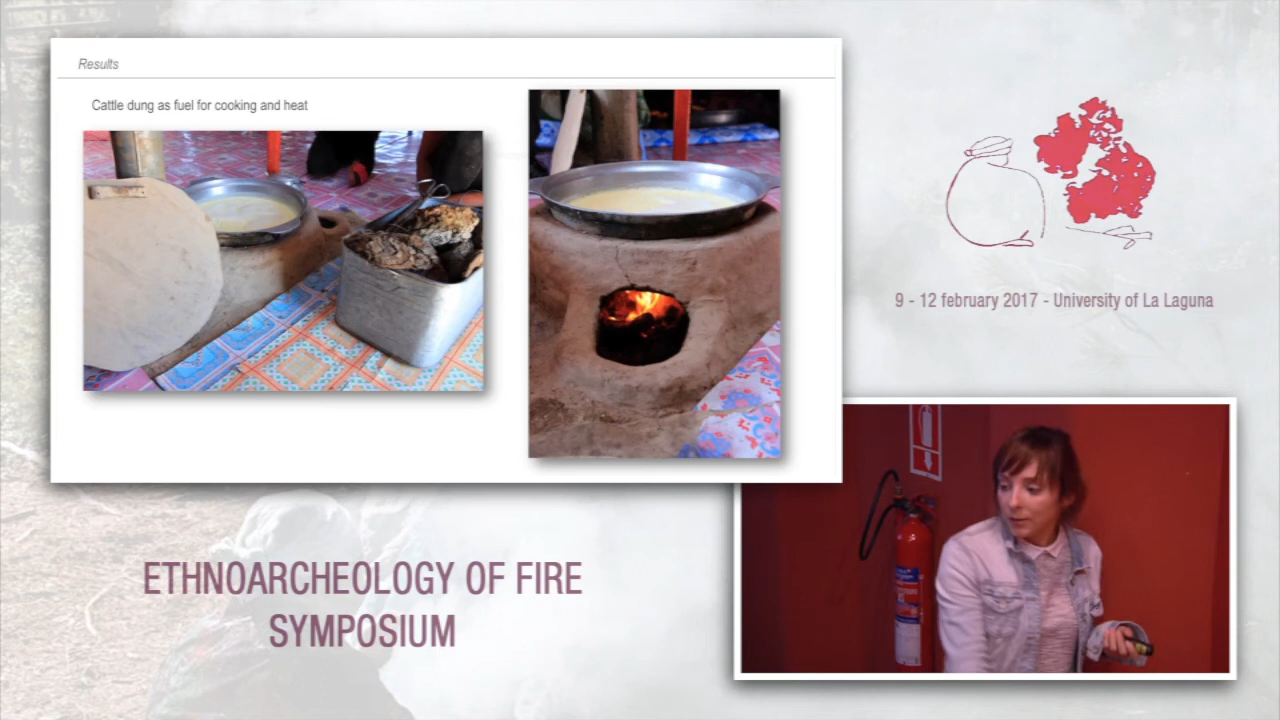 Results
Cattle dung as fuel for cooking and heat
9 - 12 february 2017 - University of La Laguna
ETHNOARCHEOLOGY OF FIRE
SYMPOSIUM